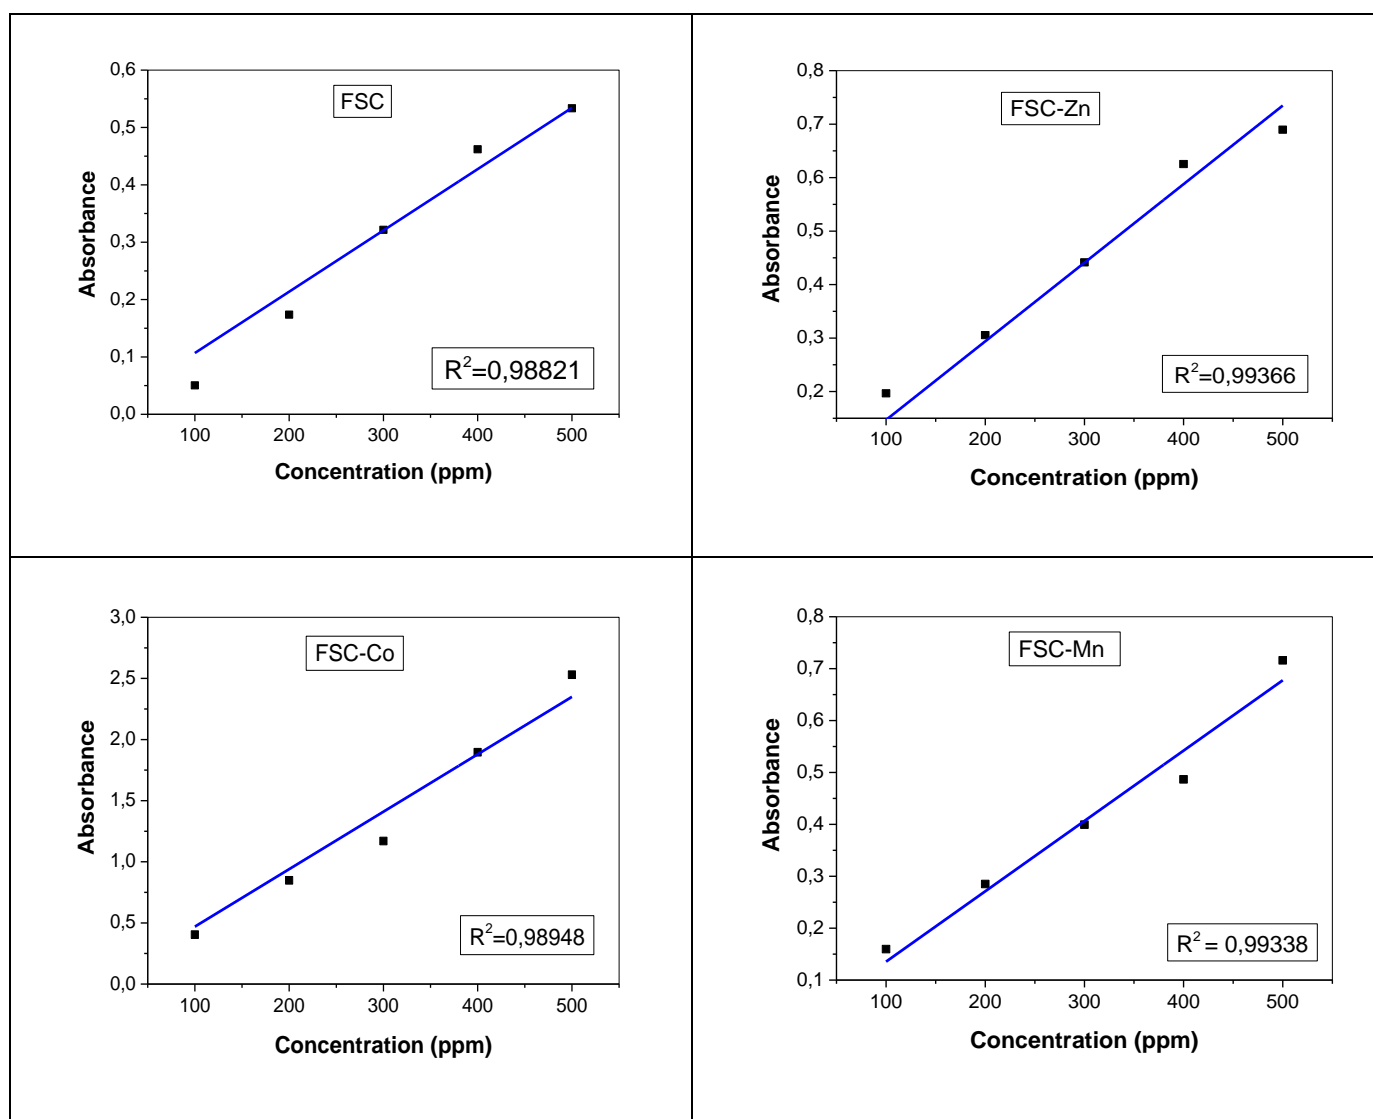 FSC
0,6
0,5
0,4
0,3
0,2
0,1
0,0
Absorbance
R²=0,98821
100 200 300 400 500
Concentration (ppm)
FSC-Zn
0,8
0,7
0,6
0,5
0,4
0,3
0,2
Absorbance
R²=0,99366
100 200 300 400 500
Concentration (ppm)
FSC-Co
3,0
2,5
2,0
1,5
1,0
0,5
0,0
Absorbance
R²=0,98948
100 200 300 400 500
Concentration (ppm)
FSC-Mn
0,8
0,7
0,6
0,5
0,4
0,3
0,2
0,1
Absorbance
R² = 0,99338
100 200 300 400 500
Concentration (ppm)